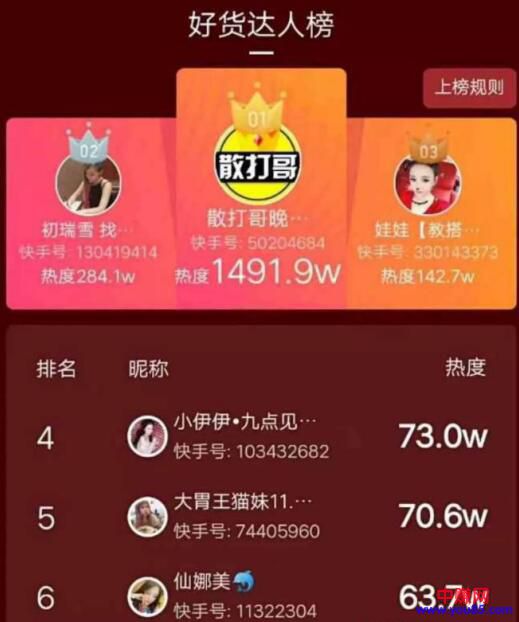 好货达人榜
上榜规则
01
散打哥
散打哥晚…
快手号: 50204684
热度1491.9w
02
初瑞雪 找…
快手号: 130419414
热度284.1w
03
娃娃【教搭…
快手号: 330143373
热度142.7w
排名 昵称 热度
4 小伊伊•九点见… 73.0w
快手号: 103432682
5 大胃王猫妹11.… 70.6w
快手号: 74405960
6 仙娜美🐬 63.7w
快手号: 11322304
www.you85.com